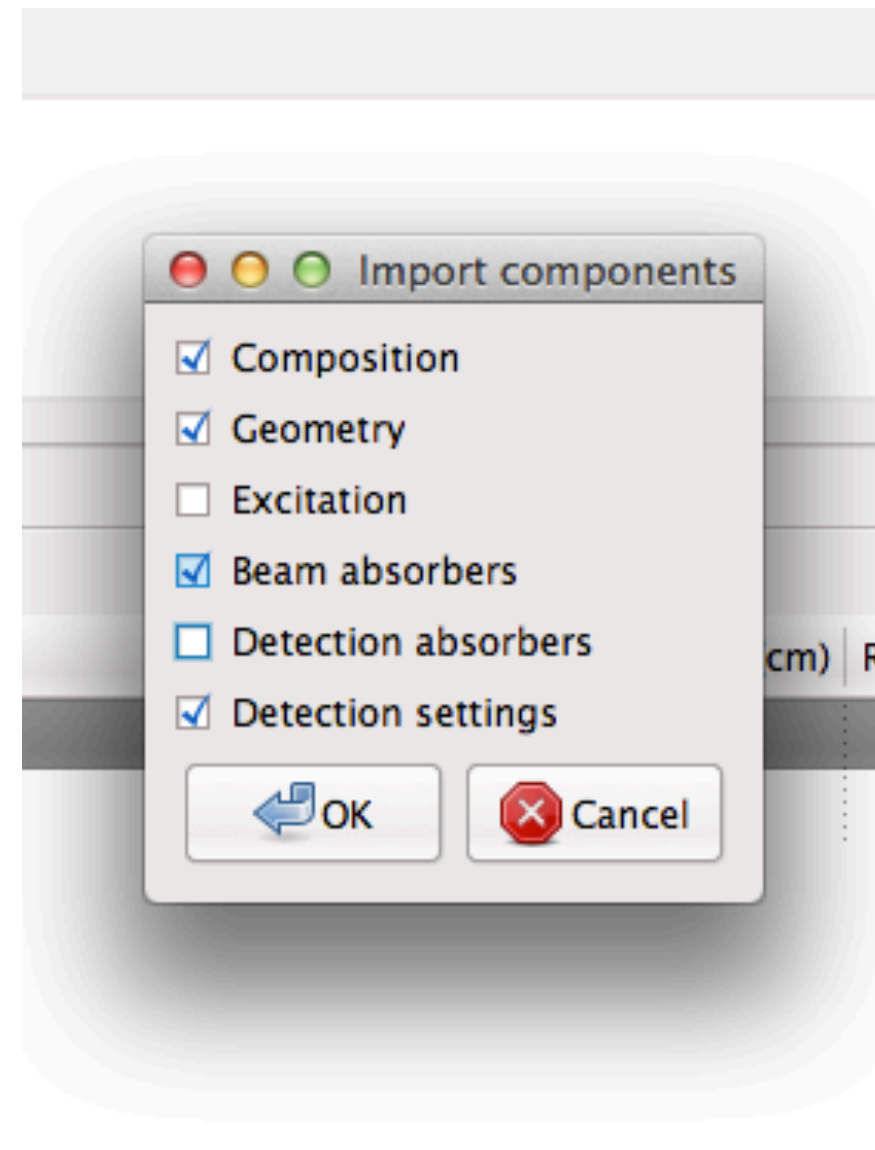 Import components
Composition
Geometry
Excitation
Beam absorbers
Detection absorbers
(cm) R
Detection settings
OK Cancel